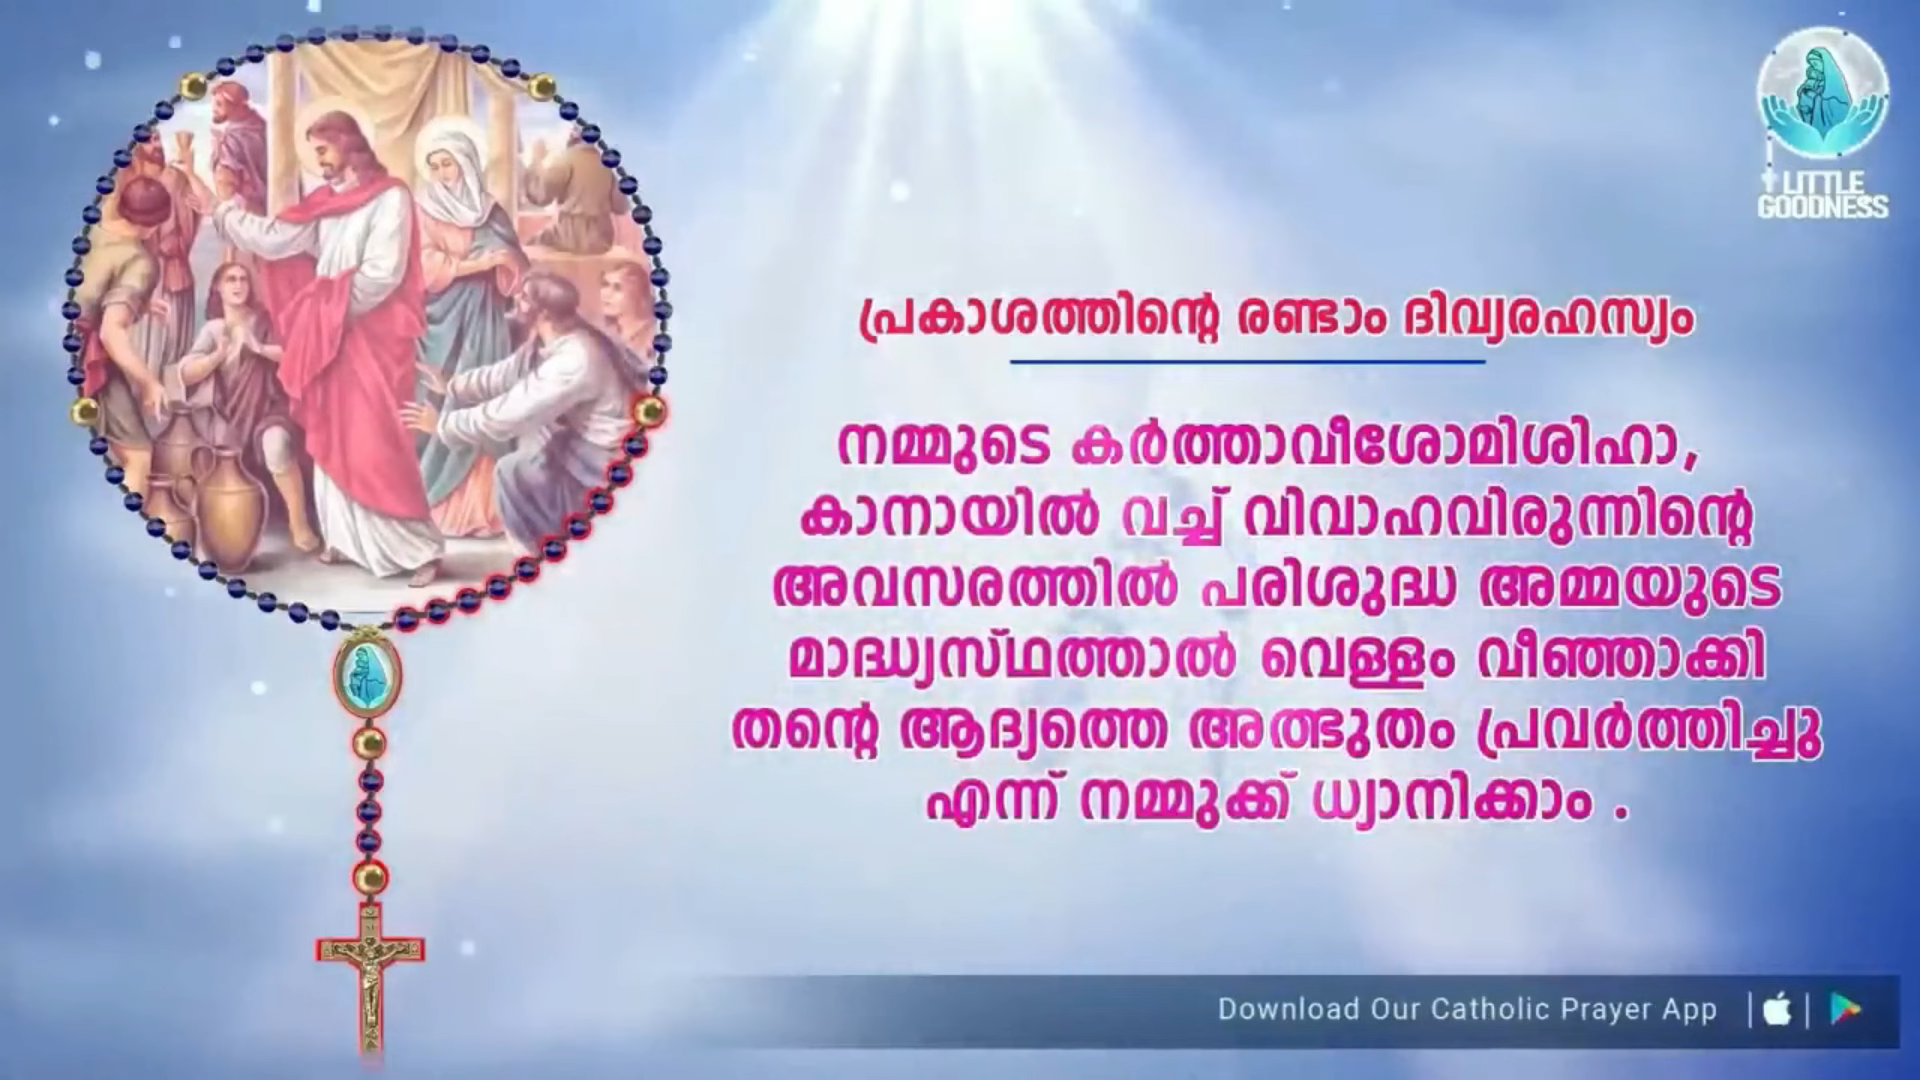 LITTLE
GOODNESS
പ്രകാശത്തിന്റെ രണ്ടാം ദിവ്യരഹസ്യം
നമ്മുടെ കർത്താവീശോമിശിഹാ,
കാനായിൽ വച്ച് വിവാഹവിരുന്നിന്റെ
അവസരത്തിൽ പരിശുദ്ധ അമ്മയുടെ
മാദ്ധ്യസ്ഥത്താൽ വെള്ളം വീഞ്ഞാക്കി
തന്റെ ആദ്യത്തെ അത്ഭുതം പ്രവർത്തിച്ചു
എന്ന് നമ്മുക്ക് ധ്യാനിക്കാം .
Download Our Catholic Prayer App